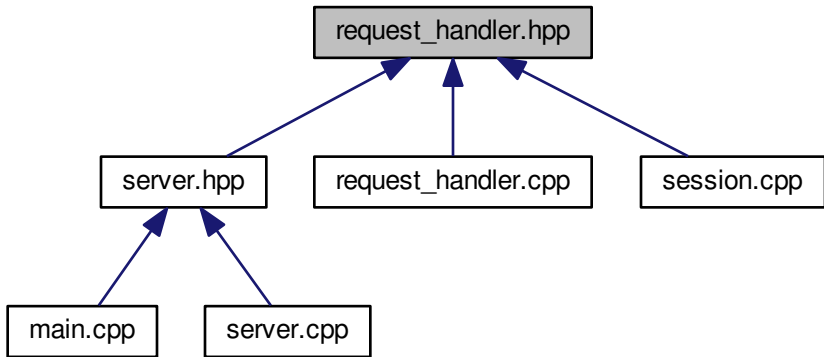 request_handler.hpp
server.hpp
request_handler.cpp
session.cpp
main.cpp
server.cpp